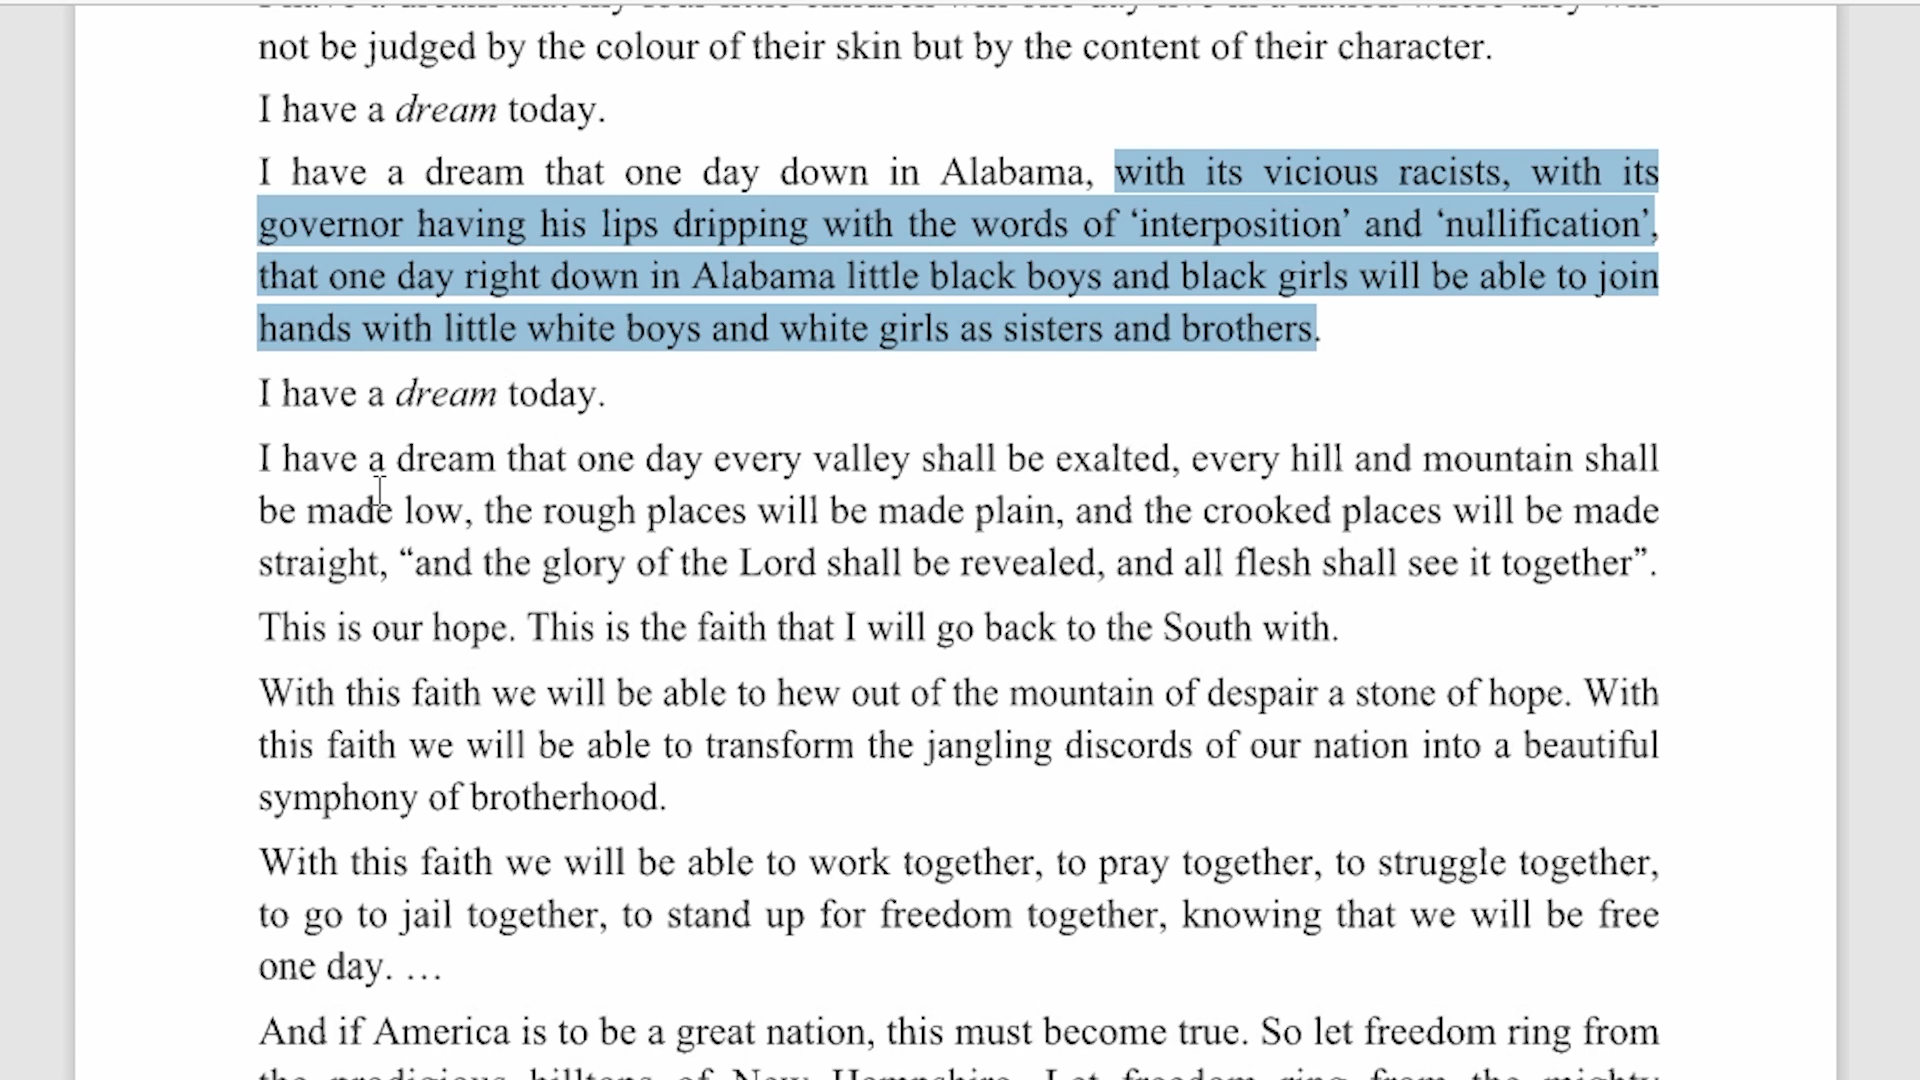 not be judged by the colour of their skin but by the content of their character.
I have a dream today.
I have a dream that one day down in Alabama, with its vicious racists, with its
governor having his lips dripping with the words of ‘interposition’ and ‘nullification’,
that one day right down in Alabama little black boys and black girls will be able to join
hands with little white boys and white girls as sisters and brothers.
I have a dream today.
I have a dream that one day every valley shall be exalted, every hill and mountain shall
be made low, the rough places will be made plain, and the crooked places will be made
straight, “and the glory of the Lord shall be revealed, and all flesh shall see it together”.
This is our hope. This is the faith that I will go back to the South with.
With this faith we will be able to hew out of the mountain of despair a stone of hope. With
this faith we will be able to transform the jangling discords of our nation into a beautiful
symphony of brotherhood.
With this faith we will be able to work together, to pray together, to struggle together,
to go to jail together, to stand up for freedom together, knowing that we will be free
one day. …
And if America is to be a great nation, this must become true. So let freedom ring from